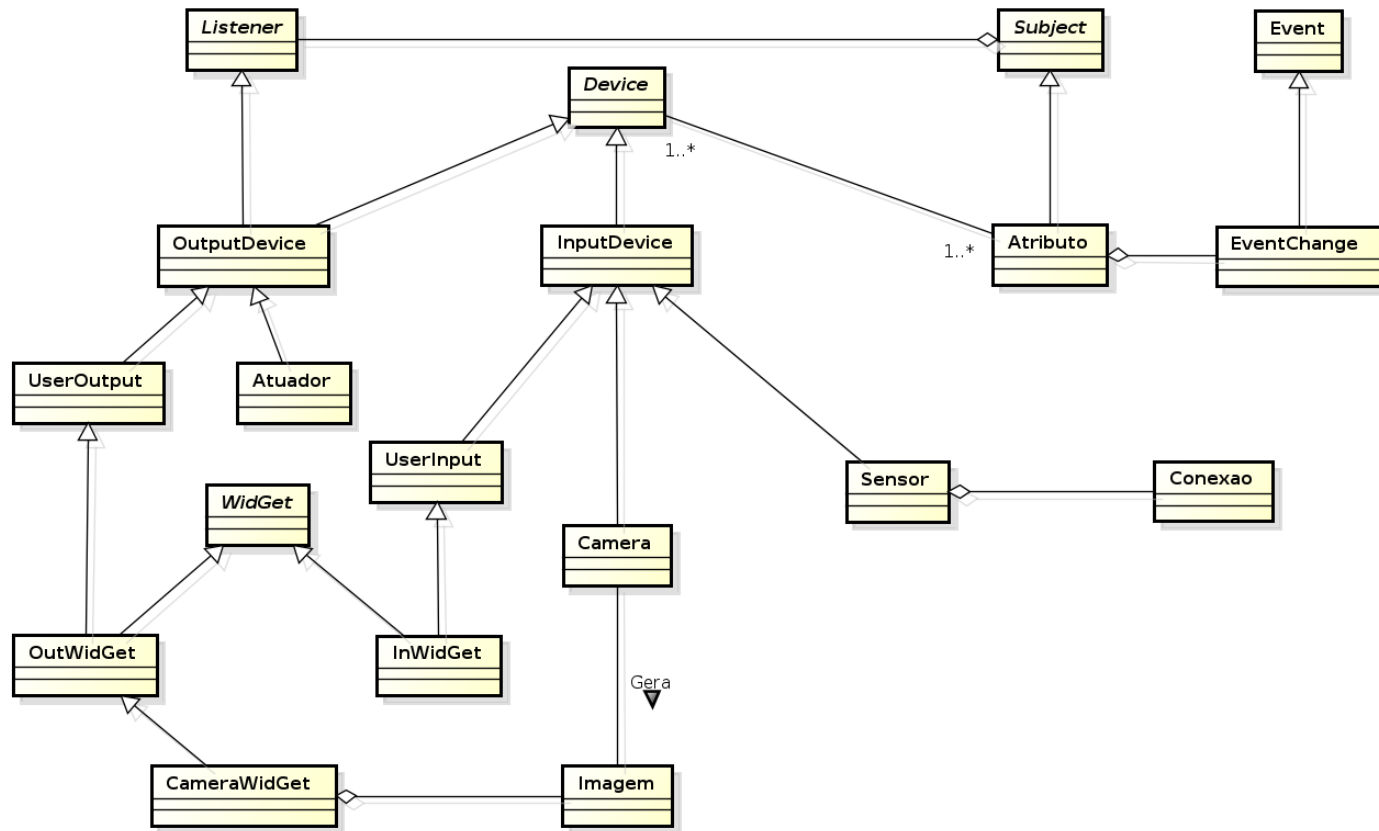 Listener
Subject
Event
Device
1..*
OutputDevice
InputDevice
Atributo
EventChange
1..*
UserOutput
Atuador
UserInput
Sensor
Conexao
WidGet
Camera
OutWidGet
InWidGet
Gera
CameraWidGet
Imagem